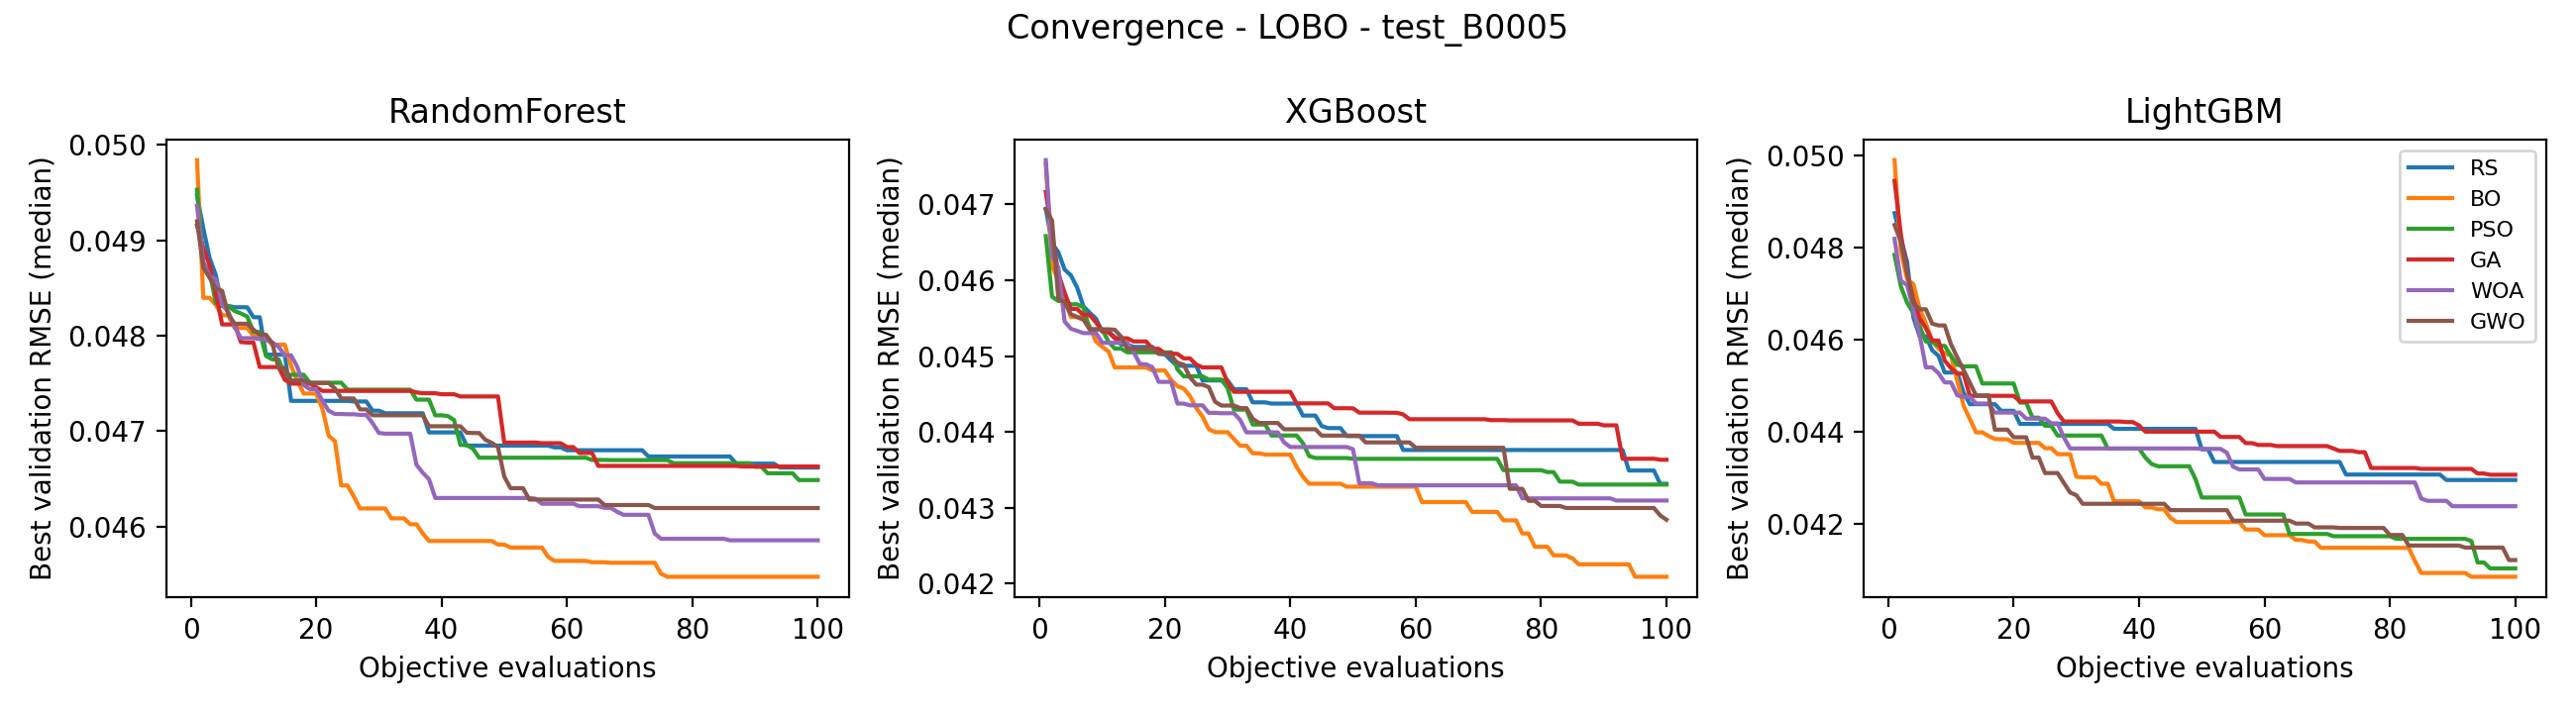 Convergence - LOBO - test_B0005
RandomForest
Best validation RMSE (median)
0.050
0.049
0.048
0.047
0.046
0 20 40 60 80 100
Objective evaluations
XGBoost
Best validation RMSE (median)
0.047
0.046
0.045
0.044
0.043
0.042
0 20 40 60 80 100
Objective evaluations
LightGBM
Best validation RMSE (median)
0.050
0.048
0.046
0.044
0.042
0 20 40 60 80 100
Objective evaluations
RS
BO
PSO
GA
WOA
GWO